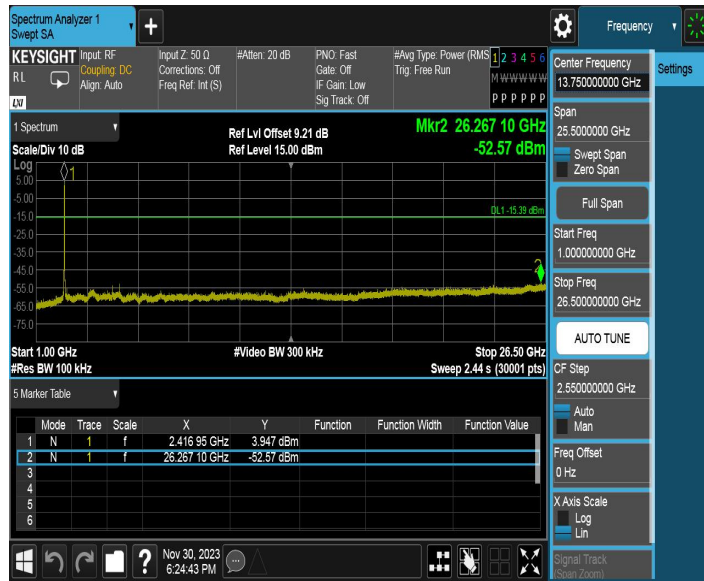 Spectrum Analyzer 1
Swept SA
+
Frequency
KEYSIGHT
RL
LXI
Input: RF
Coupling: DC
Align: Auto
Input Z: 50 Ω
Corrections: Off
Freq Ref: Int (S)
#Atten: 20 dB
PNO: Fast
Gate: Off
IF Gain: Low
Sig Track: Off
#Avg Type: Power (RMS
Trig: Free Run
1 2 3 4 5 6
M W W W W W
P P P P P P
1 Spectrum
Scale/Div 10 dB
Ref Lvl Offset 9.21 dB
Ref Level 15.00 dBm
Mkr2 26.267 10 GHz
-52.57 dBm
Log
5.00
-5.00
-15.0
-25.0
-35.0
-45.0
-55.0
-65.0
-75.0
1
DL1 -15.39 dBm
2
Start 1.00 GHz
#Res BW 100 kHz
#Video BW 300 kHz
Stop 26.50 GHz
Sweep 2.44 s (30001 pts)
5 Marker Table
Mode Trace Scale X Y Function Function Width Function Value
1 N 1 f 2.416 95 GHz 3.947 dBm
2 N 1 f 26.267 10 GHz -52.57 dBm
3
4
5
6
?
Nov 30, 2023
6:24:43 PM
Center Frequency
13.750000000 GHz
Settings
Span
25.5000000 GHz
Swept Span
Zero Span
Full Span
Start Freq
1.000000000 GHz
Stop Freq
26.500000000 GHz
AUTO TUNE
CF Step
2.550000000 GHz
Auto
Man
Freq Offset
0 Hz
X Axis Scale
Log
Lin
Signal Track
(Span Zoom)